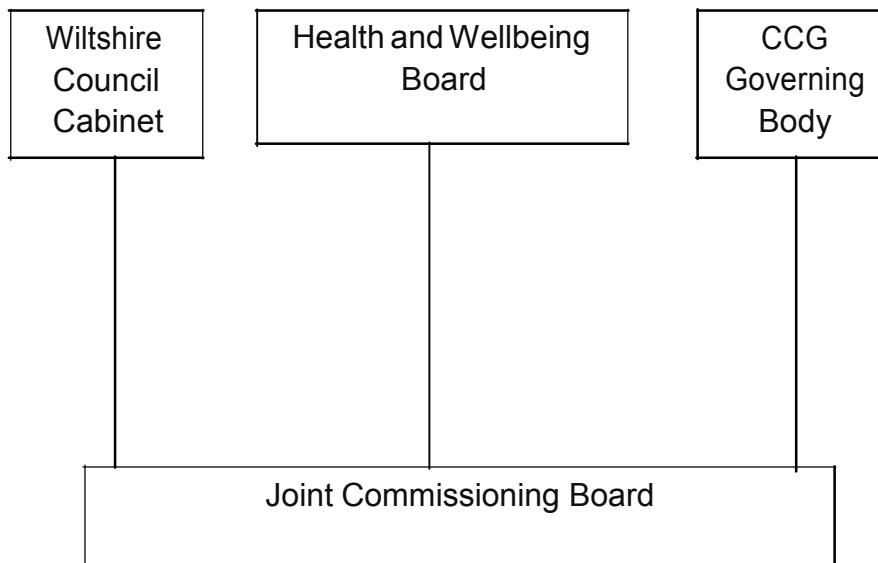 Wiltshire
Council
Cabinet
Health and Wellbeing
Board
CCG
Governing
Body
Joint Commissioning Board